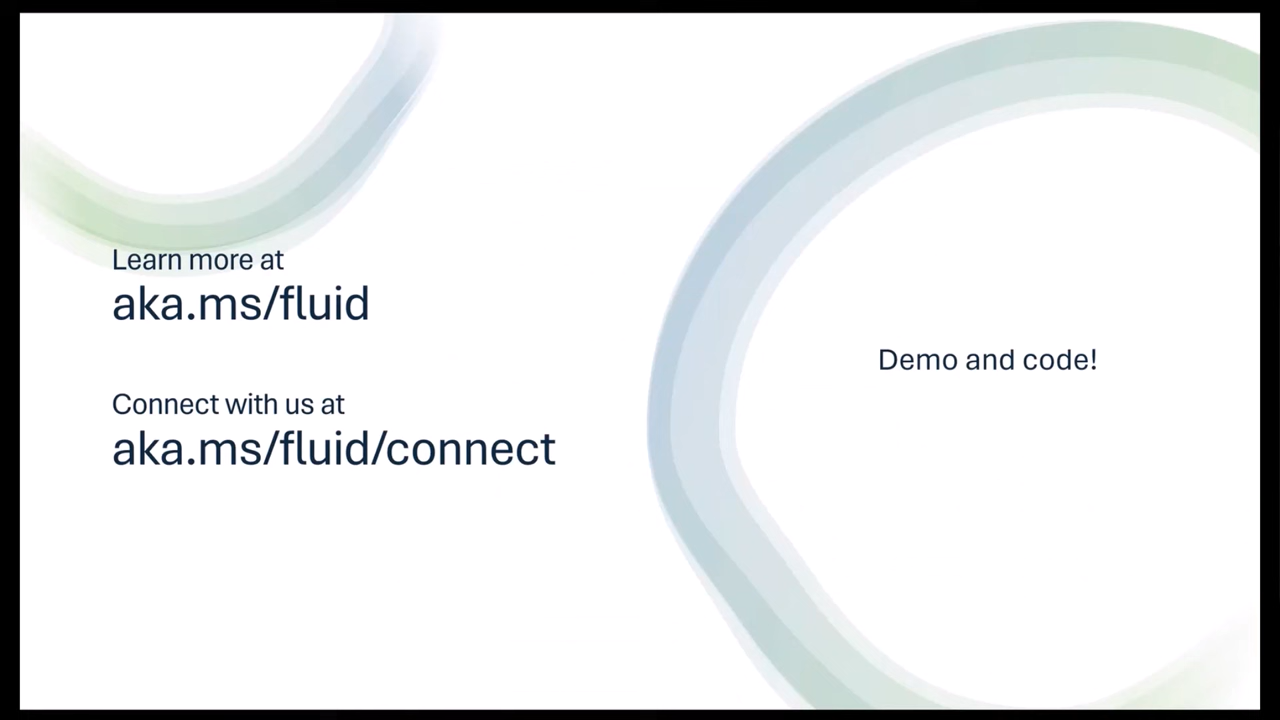 Learn more at
aka.ms/fluid
Connect with us at
aka.ms/fluid/connect
Demo and code!